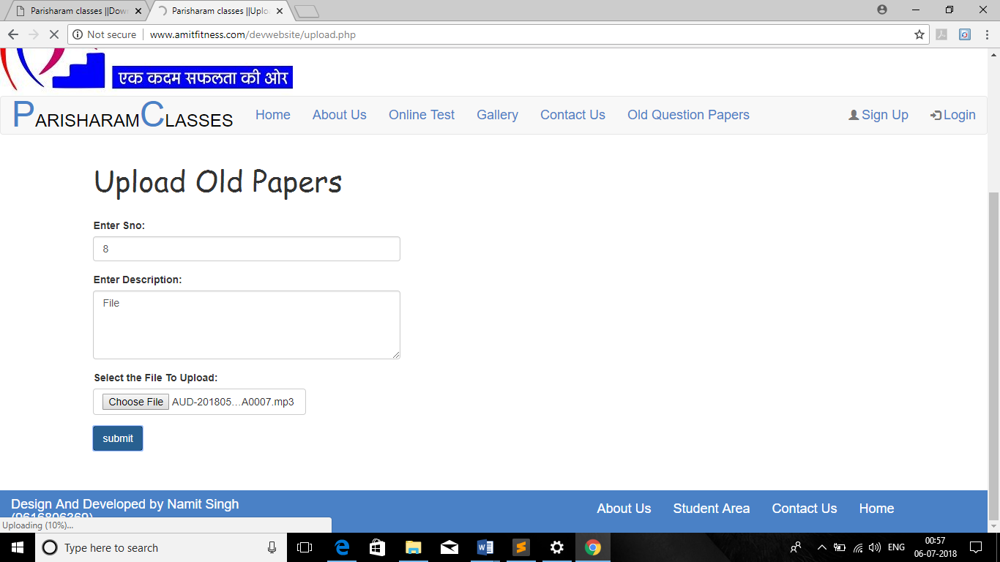 Parisharam classes ||Dow
Parisharam classes ||Uplo
Not secure
www.amitfitness.com/devwebsite/upload.php
एक कदम सफलता की ओर
PARISHARAMCLASSES
Home
About Us
Online Test
Gallery
Contact Us
Old Question Papers
Sign Up
Login
Upload Old Papers
Enter Sno:
8
Enter Description:
File
Select the File To Upload:
Choose File AUD-201805...A0007.mp3
submit
Design And Developed by Namit Singh
About Us
Student Area
Contact Us
Home
Uploading (10%)...
Type here to search
ENG
00:57
06-07-2018